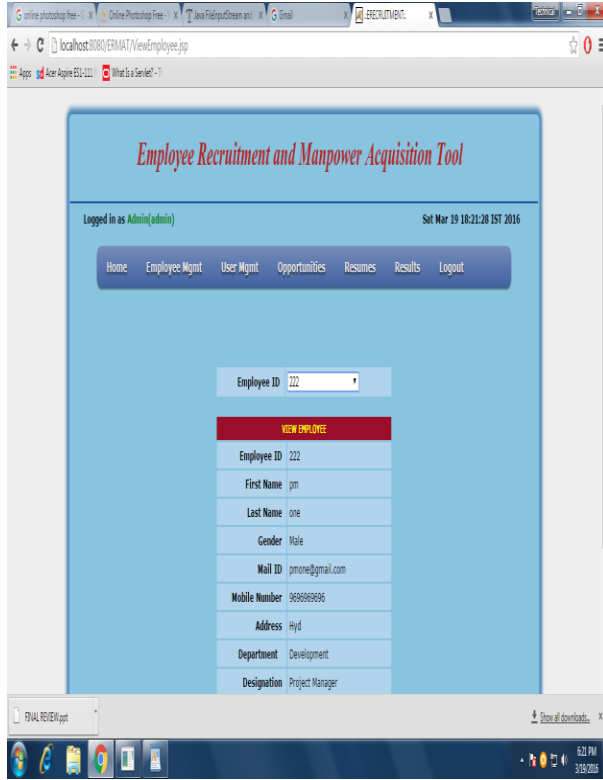 online photoshop free - C
Online Photoshop Free -
Java FileInputStream and
Gmail
.:ERECRUITMENT:.
Technical
localhost:8080/ERMAT/ViewEmployee.jsp
Apps
Acer Aspire ES1-111
What Is a Servlet? - T
Employee Recruitment and Manpower Acquisition Tool
Logged in as Admin(admin)
Sat Mar 19 18:21:28 IST 2016
Home Employee Mgmt User Mgmt Opportunities Resumes Results Logout
Employee ID 222
VIEW EMPLOYEE
Employee ID 222
First Name pm
Last Name one
Gender Male
Mail ID pmone@gmail.com
Mobile Number 9696969696
Address Hyd
Department Development
Designation Project Manager
FINAL REVIEW.ppt
Show all downloads...
6:21 PM
3/19/2016